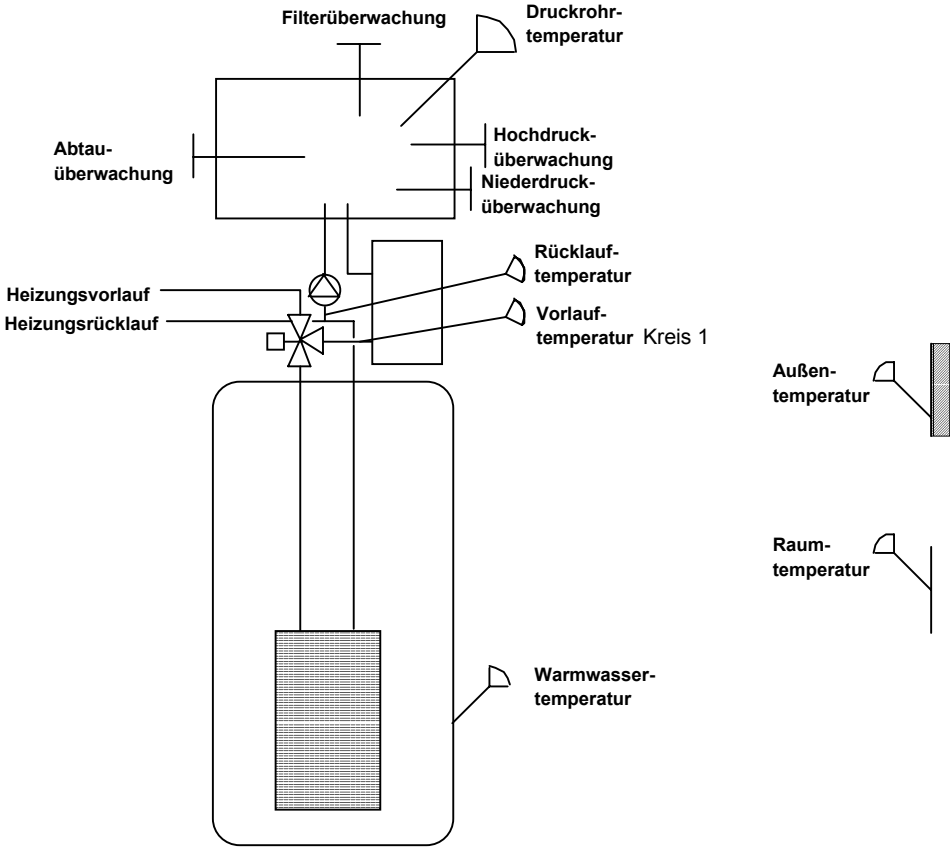 Filterüberwachung
Druckrohr-
temperatur
Abtau-
überwachung
Hochdruck-
überwachung
Niederdruck-
überwachung
Rücklauf-
temperatur
Heizungsvorlauf
Heizungsrücklauf
Vorlauf-
temperatur Kreis 1
Außen-
temperatur
Raum-
temperatur
Warmwasser-
temperatur